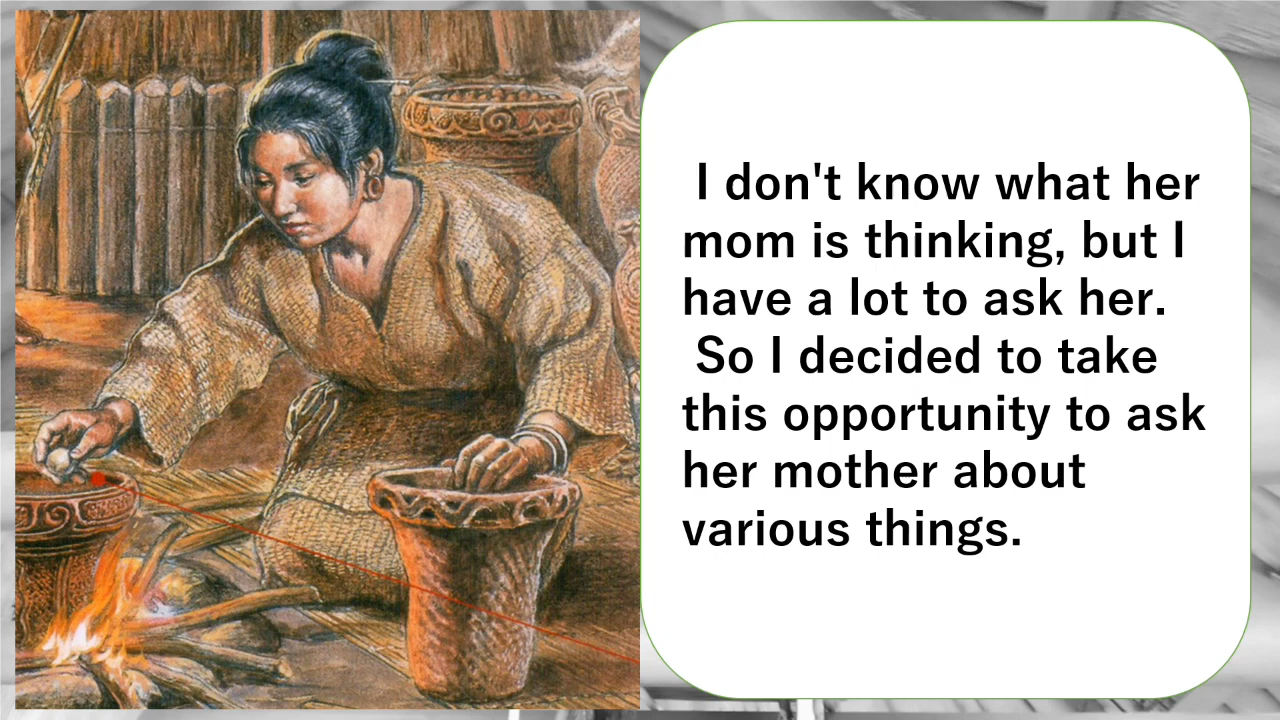 I don't know what her
mom is thinking, but I
have a lot to ask her.
So I decided to take
this opportunity to ask
her mother about
various things.